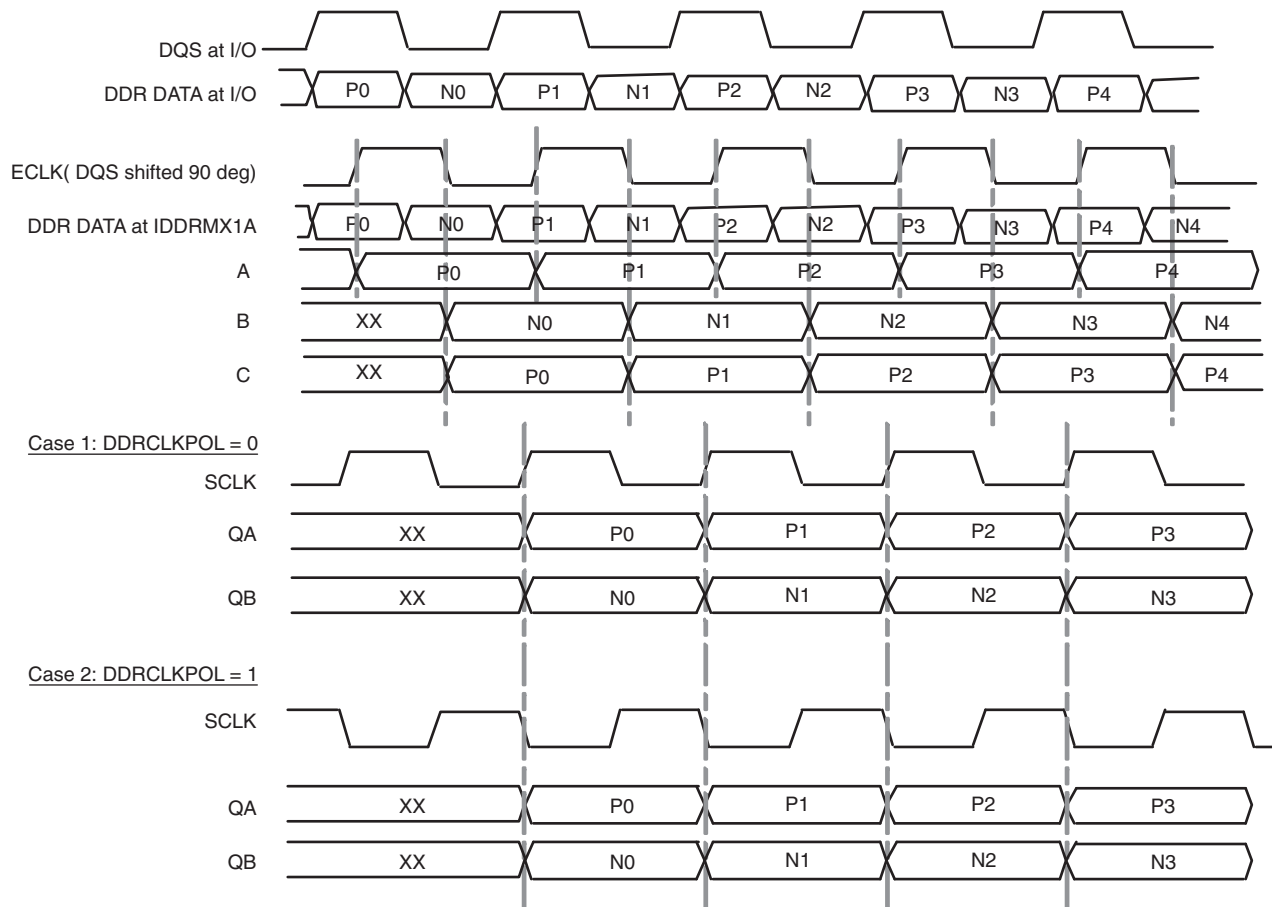 DQS at I/O
DDR DATA at I/O P0 N0 P1 N1 P2 N2 P3 N3 P4
ECLK( DQS shifted 90 deg)
DDR DATA at IDDRMX1A P0 N0 P1 N1 P2 N2 P3 N3 P4 N4
A P0 P1 P2 P3 P4
B XX N0 N1 N2 N3 N4
C XX P0 P1 P2 P3 P4
Case 1: DDRCLKPOL = 0
SCLK
QA XX P0 P1 P2 P3
QB XX N0 N1 N2 N3
Case 2: DDRCLKPOL = 1
SCLK
QA XX P0 P1 P2 P3
QB XX N0 N1 N2 N3